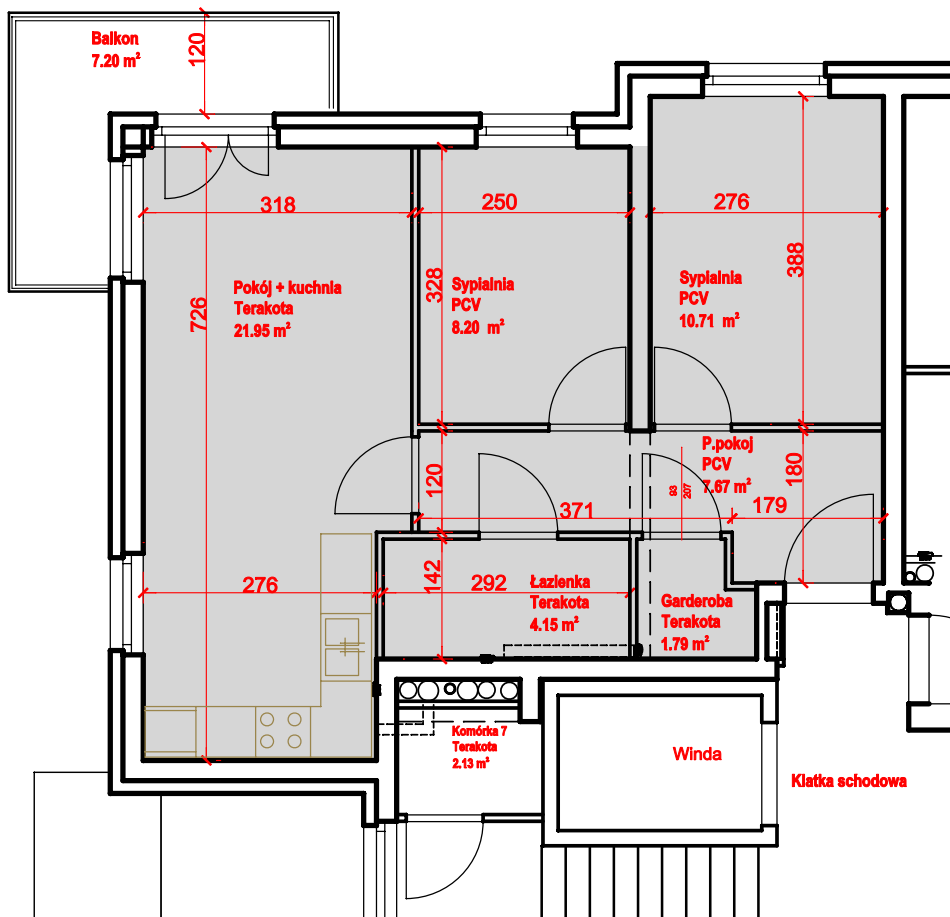 Balkon
7.20 m²
120
318
250
276
726
328
388
Pokój + kuchnia
Terakota
21.95 m²
Sypialnia
PCV
8.20 m²
Sypialnia
PCV
10.71 m²
P.pokoj
PCV
7.67 m²
120
93
207
180
371
179
276
142
292
Łazienka
Terakota
4.15 m²
Garderoba
Terakota
1.79 m²
Komórka 7
Terakota
2.13 m²
Winda
Klatka schodowa